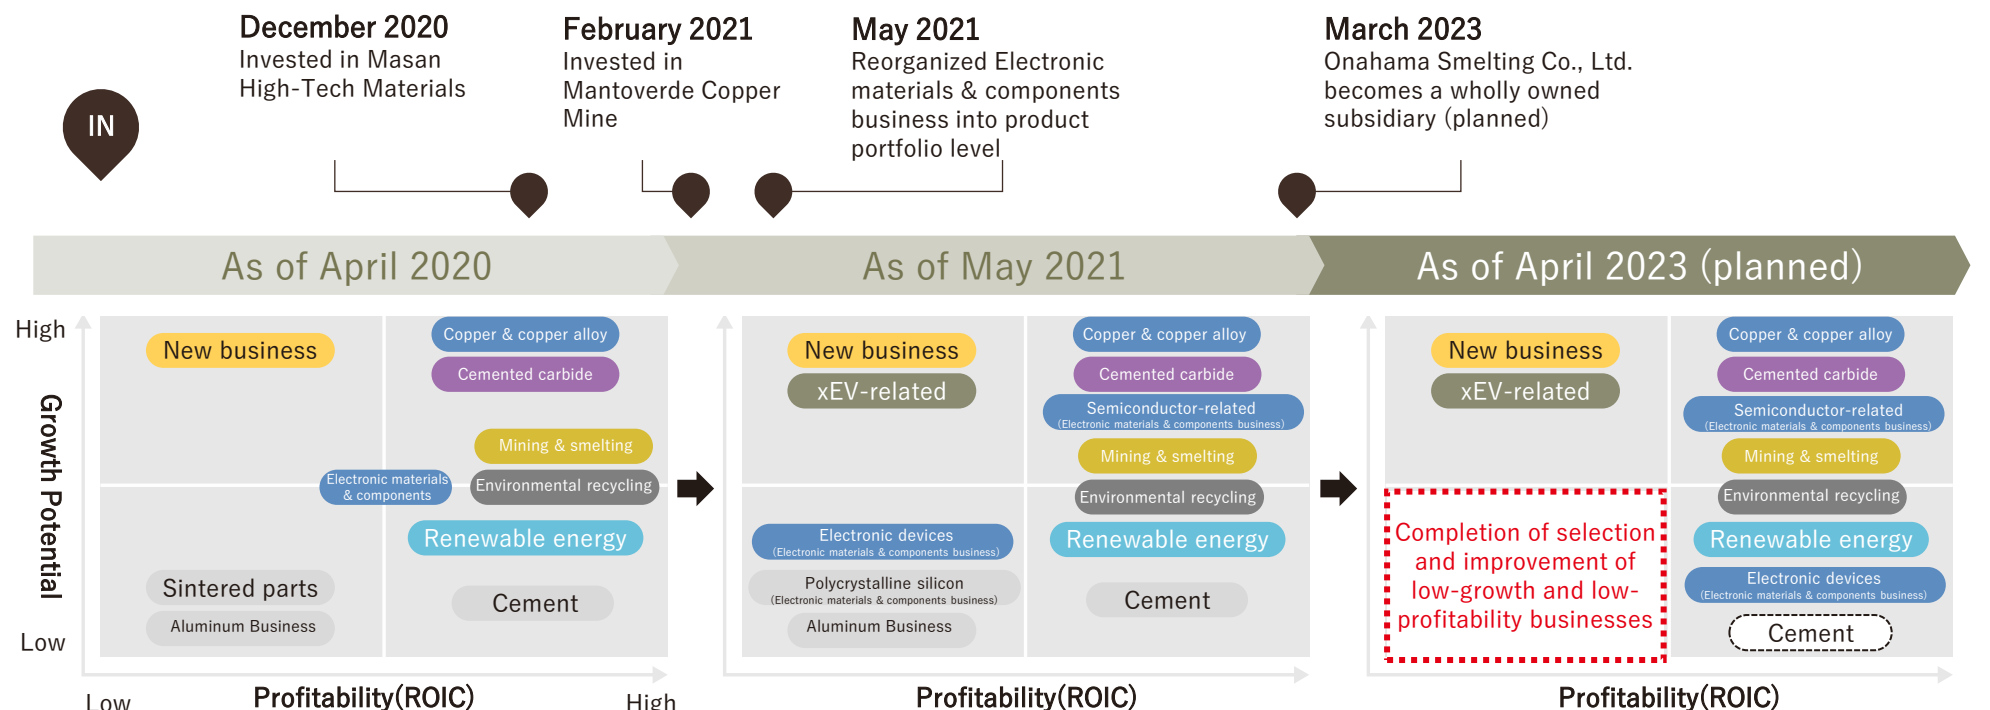 December 2020
Invested in Masan
High-Tech Materials
February 2021
Invested in
Mantoverde Copper
Mine
May 2021
Reorganized Electronic
materials & components
business into product
portfolio level
March 2023
Onahama Smelting Co., Ltd.
becomes a wholly owned
subsidiary (planned)
IN
As of April 2020
As of May 2021
As of April 2023 (planned)
High
Growth Potential
Low
New business
Copper & copper alloy
Cemented carbide
Mining & smelting
Electronic materials
& components
Environmental recycling
Renewable energy
Sintered parts
Cement
Aluminum Business
Low
Profitability(ROIC)
High
New business
xEV-related
Copper & copper alloy
Cemented carbide
Semiconductor-related
(Electronic materials & components business)
Mining & smelting
Environmental recycling
Electronic devices
(Electronic materials & components business)
Renewable energy
Polycrystalline silicon
(Electronic materials & components business)
Cement
Aluminum Business
Profitability(ROIC)
New business
xEV-related
Copper & copper alloy
Cemented carbide
Semiconductor-related
(Electronic materials & components business)
Mining & smelting
Environmental recycling
Completion of selection
and improvement of
low-growth and low-
profitability businesses
Renewable energy
Electronic devices
(Electronic materials & components business)
Cement
Profitability(ROIC)